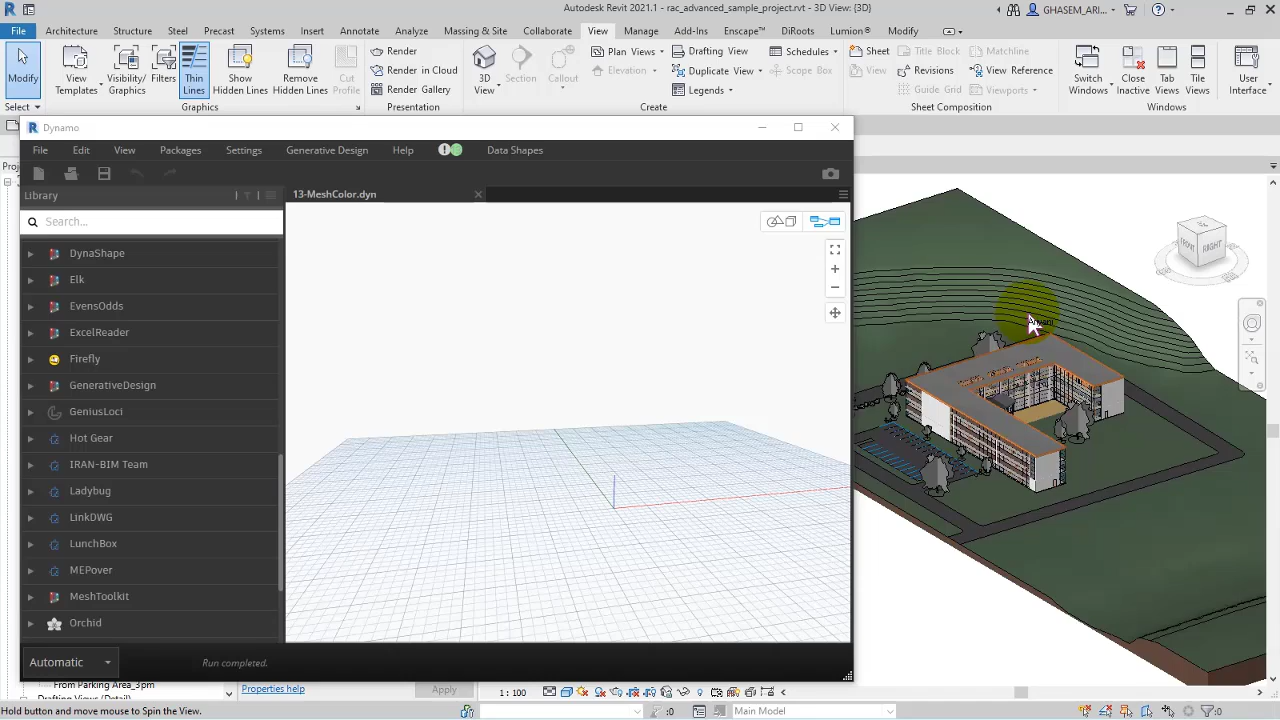 Autodesk Revit 2021.1 - rac_advanced_sample_project.rvt - 3D View: {3D}
GHASEM_ARI...
File Architecture Structure Steel Precast Systems Insert Annotate Analyze Massing & Site Collaborate View Manage Add-Ins Enscape™ DiRoots Lumion® Modify
Modify
View Templates
Visibility/ Graphics
Filters
Thin Lines
Show Hidden Lines
Remove Hidden Lines
Cut Profile
Render
Render in Cloud
Render Gallery
3D View
Section
Callout
Plan Views
Elevation
Drafting View
Duplicate View
Legends
Schedules
Scope Box
Sheet
View
Title Block
Revisions
Guide Grid
Matchline
View Reference
Viewports
Switch Windows
Close Inactive
Tab Views
Tile Views
User Interface
Select Graphics Presentation Create Sheet Composition Windows
Dynamo
File Edit View Packages Settings Generative Design Help Data Shapes
Library
13-MeshColor.dyn
Search...
DynaShape
Elk
EvensOdds
ExcelReader
Firefly
GenerativeDesign
GeniusLoci
Hot Gear
IRAN-BIM Team
Ladybug
LinkDWG
LunchBox
MEPover
MeshToolkit
Orchid
Automatic
Run completed.
FRONT RIGHT
From Parking Area_3pm
Drafting Views (Detail)
Properties help
Apply
1 : 100
Hold button and move mouse to Spin the View.
:0
Main Model
:0